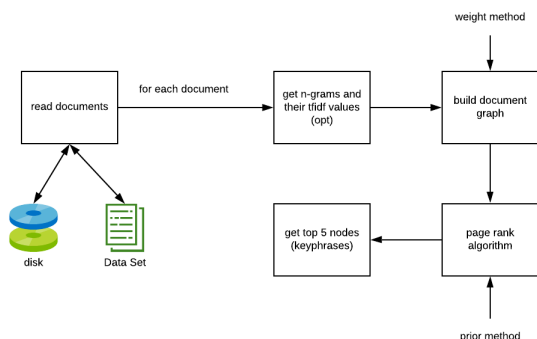 weight method
for each document
read documents
get n-grams and
their tfidf values
(opt)
build document
graph
disk
Data Set
get top 5 nodes
(keyphrases)
page rank
algorithm
prior method